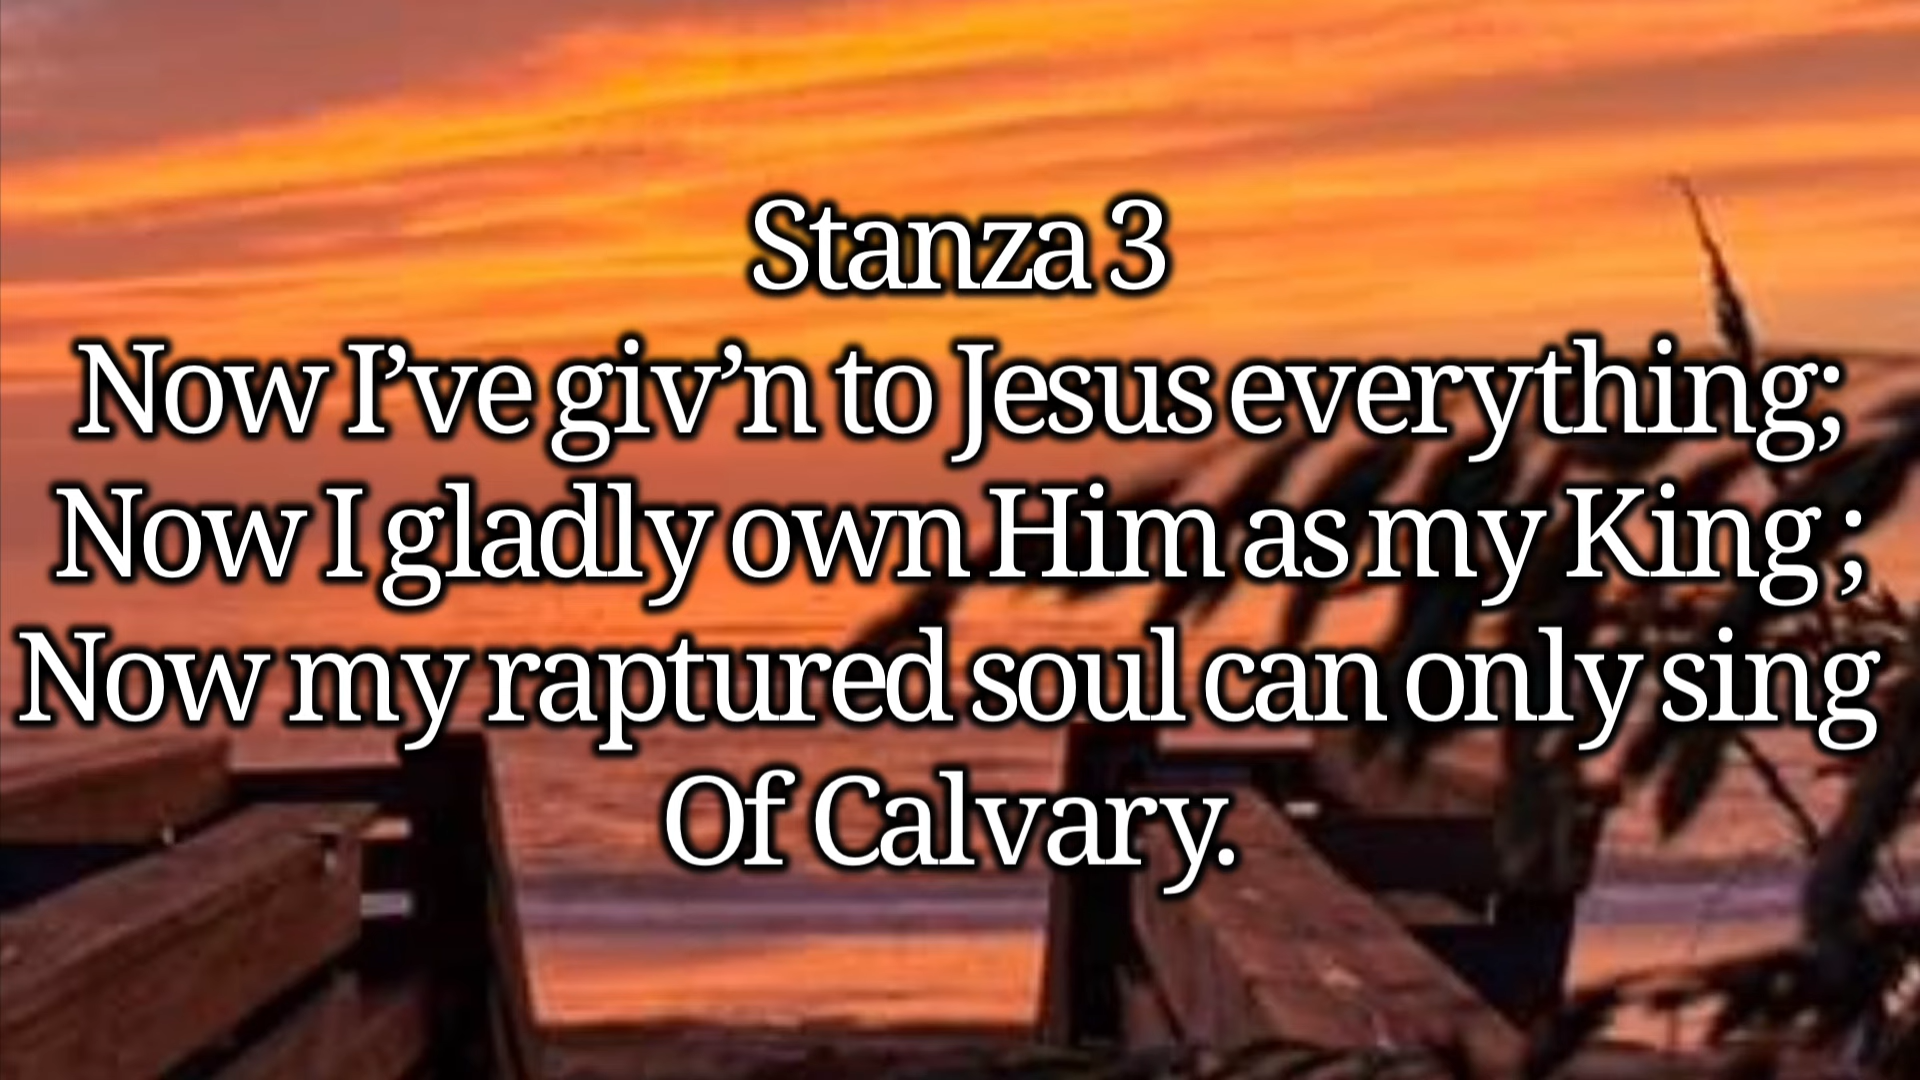 Stanza 3
Now I’ve giv’n to Jesus everything;
Now I gladly own Him as my King ;
Now my raptured soul can only sing
Of Calvary.